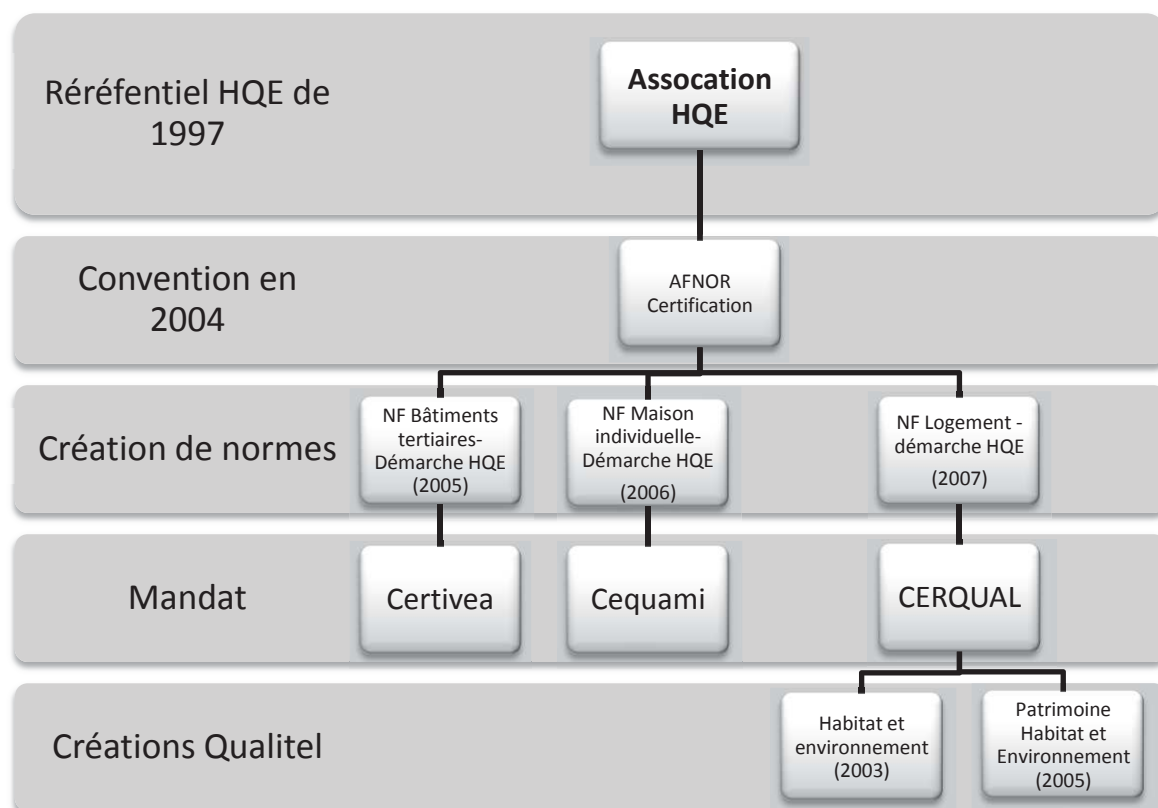 Réréfentiel HQE de
1997
Assocation
HQE
Convention en
2004
AFNOR
Certification
Création de normes
NF Bâtiments
tertiaires-
Démarche HQE
(2005)
NF Maison
individuelle-
Démarche HQE
(2006)
NF Logement -
démarche HQE
(2007)
Mandat
Certivea
Cequami
CERQUAL
Créations Qualitel
Habitat et
environnement
(2003)
Patrimoine
Habitat et
Environnement
(2005)